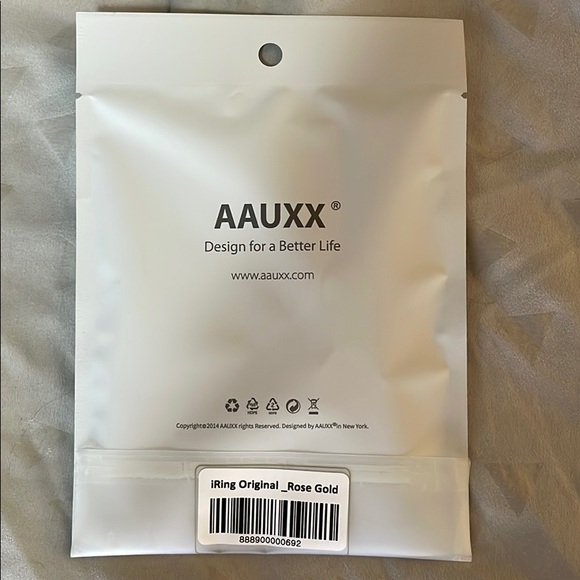 AAUXX®
Design for a Better Life
www.aauxx.com
Copyright©2014 AAUXX rights Reserved. Designed by AAUXX®in New York.
iRing Original _Rose Gold
888900000692